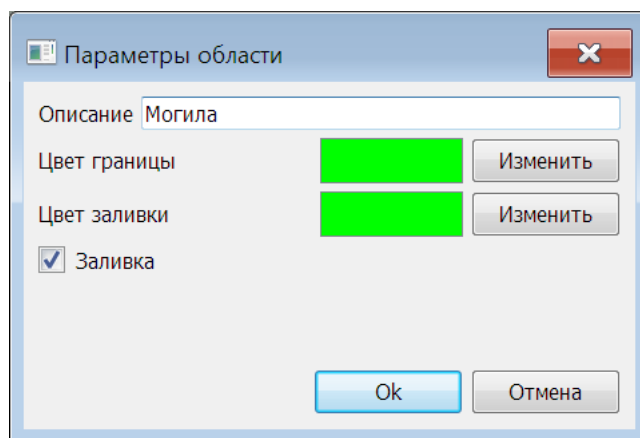 Параметры области
Описание Могила
Цвет границы Изменить
Цвет заливки Изменить
Заливка
Ok Отмена